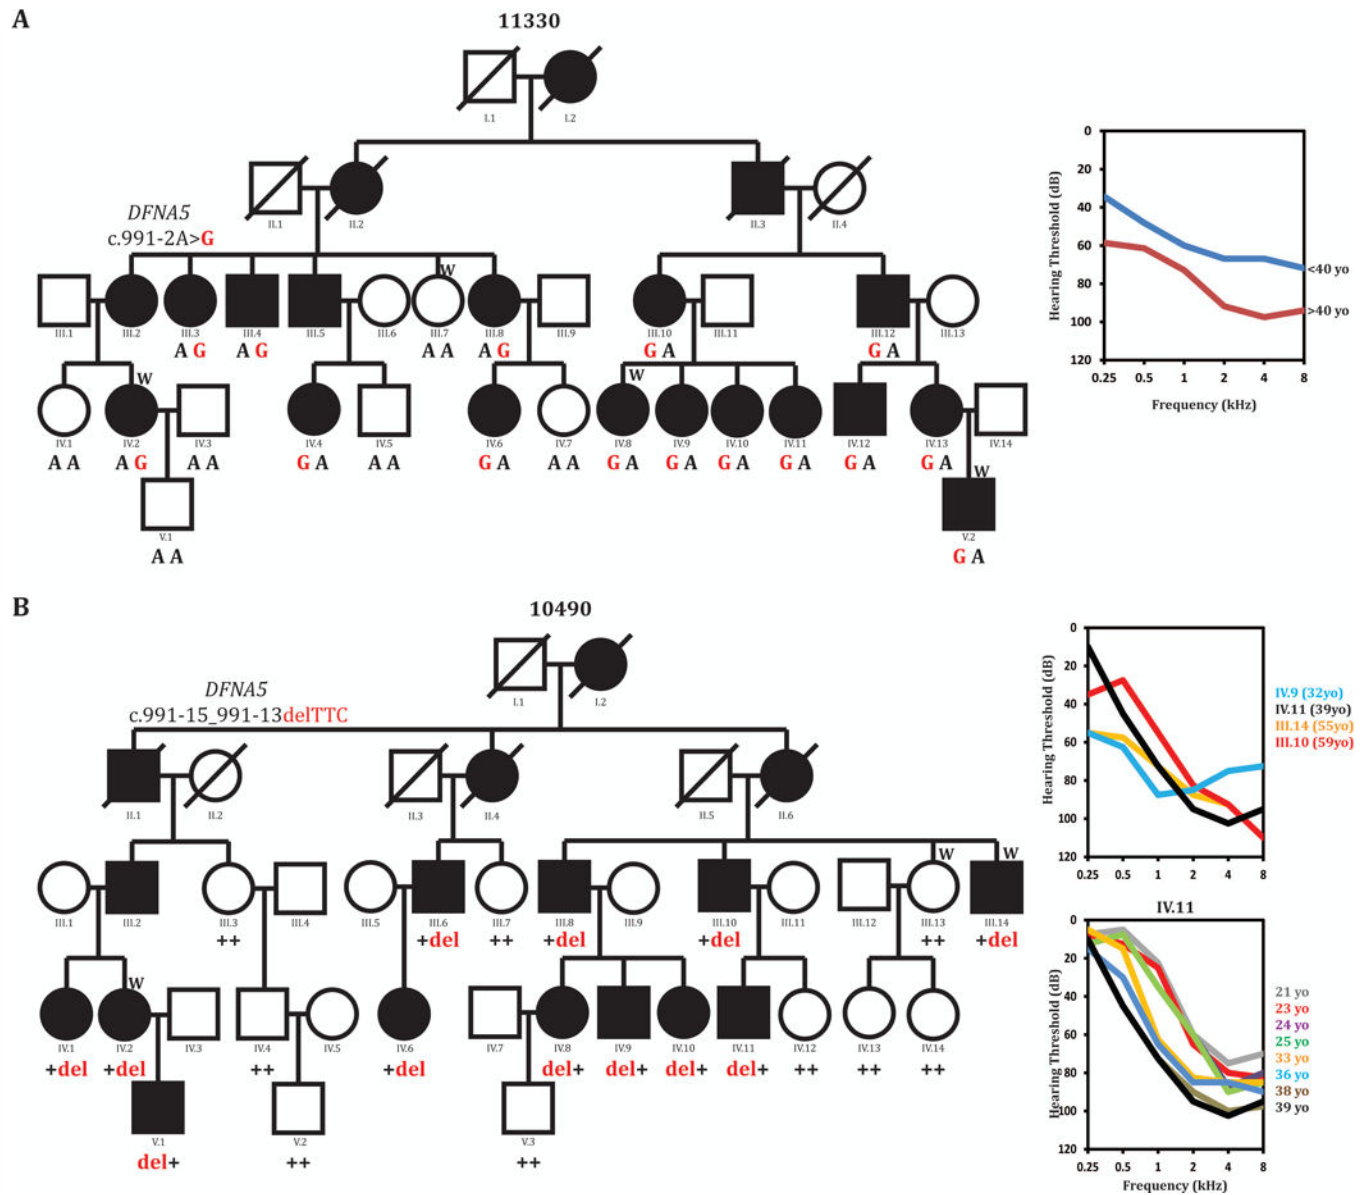 A
11330
I.1 I.2
II.1 II.2 II.3 II.4
DFNA5
c.991-2A>G
W
III.1 III.2 III.3 III.4 III.5 III.6 III.7 III.8 III.9 III.10 III.11 III.12 III.13
A G A G A A A G G A G A
W W
IV.1 IV.2 IV.3 IV.4 IV.5 IV.6 IV.7 IV.8 IV.9 IV.10 IV.11 IV.12 IV.13 IV.14
A A A G A A G A A A G A A A G A G A G A G A G A G A
W
V.1 V.2
A A G A
Hearing Threshold (dB)
0
20
40
60
80
100
120
0.25 0.5 1 2 4 8
Frequency (kHz)
<40 yo
>40 yo
B
10490
I.1 I.2
DFNA5
c.991-15_991-13delTTC
II.1 II.2 II.3 II.4 II.5 II.6
W W
III.1 III.2 III.3 III.4 III.5 III.6 III.7 III.8 III.9 III.10 III.11 III.12 III.13 III.14
++ +del ++ +del +del ++ +del
W
IV.1 IV.2 IV.3 IV.4 IV.5 IV.6 IV.7 IV.8 IV.9 IV.10 IV.11 IV.12 IV.13 IV.14
+del +del ++ +del del+ del+ del+ del+ ++ ++ ++
V.1 V.2 V.3
del+ ++ ++
Hearing Threshold (dB)
0
20
40
60
80
100
120
0.25 0.5 1 2 4 8
IV.9 (32yo)
IV.11 (39yo)
III.14 (55yo)
III.10 (59yo)
IV.11
Hearing Threshold (dB)
0
20
40
60
80
100
120
0.25 0.5 1 2 4 8
Frequency (kHz)
21 yo
23 yo
24 yo
25 yo
33 yo
36 yo
38 yo
39 yo